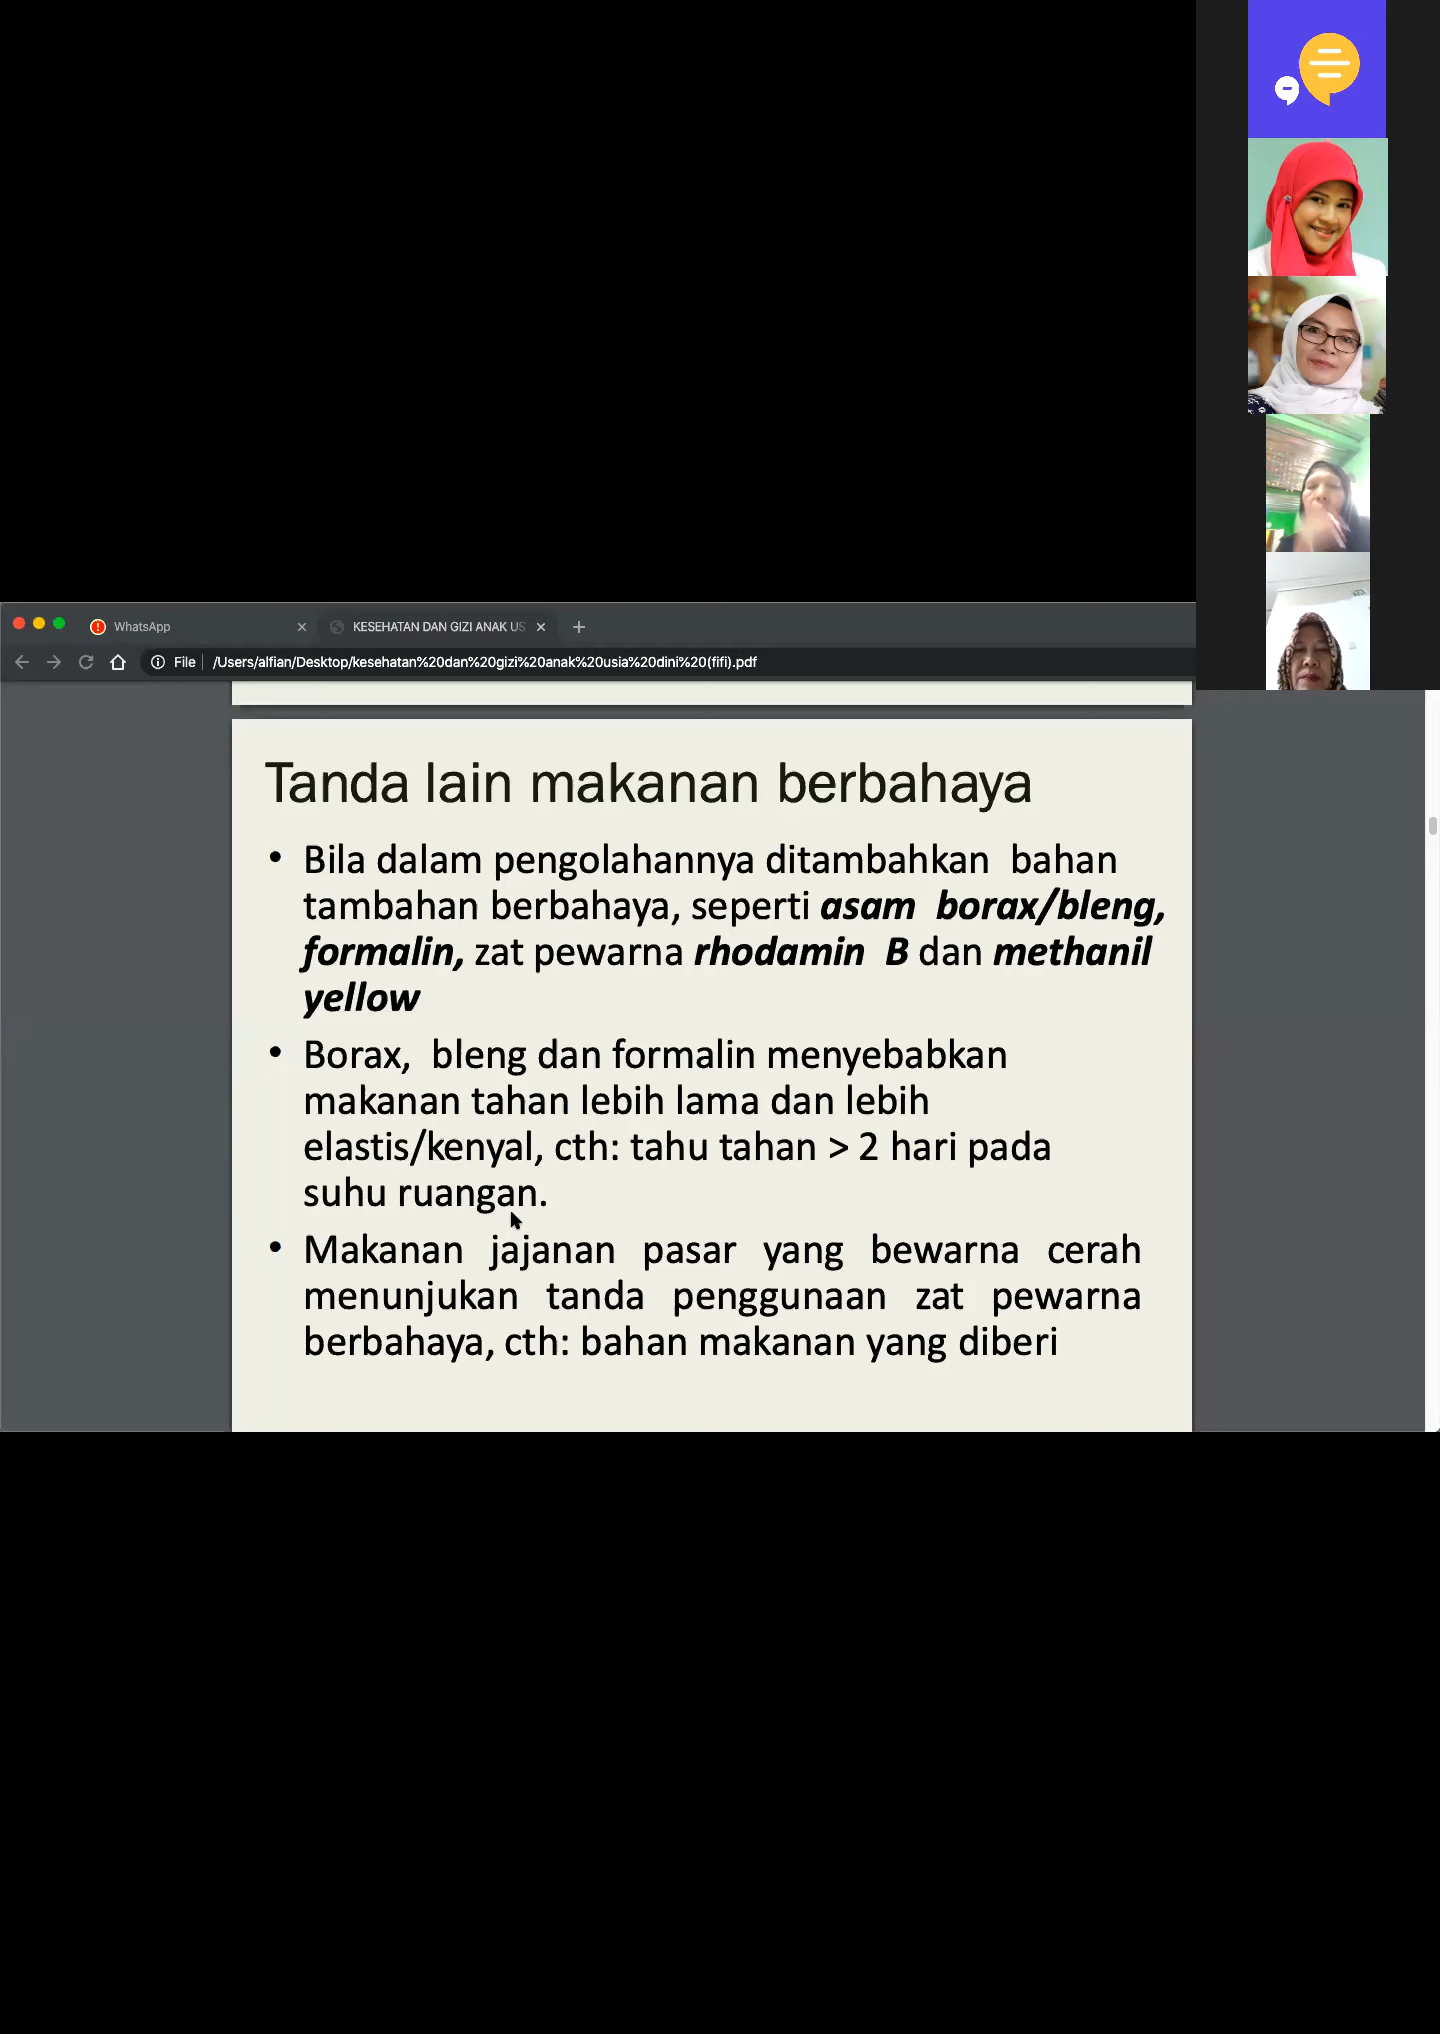 WhatsApp
KESEHATAN DAN GIZI ANAK US
File
/Users/alfian/Desktop/kesehatan%20dan%20gizi%20anak%20usia%20dini%20(fifi).pdf
Tanda lain makanan berbahaya
• Bila dalam pengolahannya ditambahkan bahan
tambahan berbahaya, seperti asam borax/bleng,
formalin, zat pewarna rhodamin B dan methanil
yellow
• Borax, bleng dan formalin menyebabkan
makanan tahan lebih lama dan lebih
elastis/kenyal, cth: tahu tahan > 2 hari pada
suhu ruangan.
• Makanan jajanan pasar yang bewarna cerah
menunjukan tanda penggunaan zat pewarna
berbahaya, cth: bahan makanan yang diberi